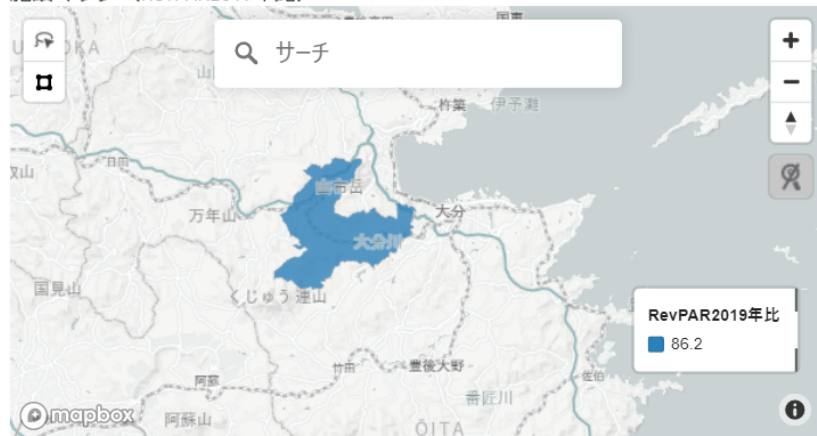 サーチ
杵築
伊予灘
日田
由布岳
万年山
大分
大分川
国見山
くじゅう連山
RevPAR2019年比
86.2
竹田
豊後大野
佐伯
阿蘇
番匠川
阿蘇山
ŌITA
mapbox